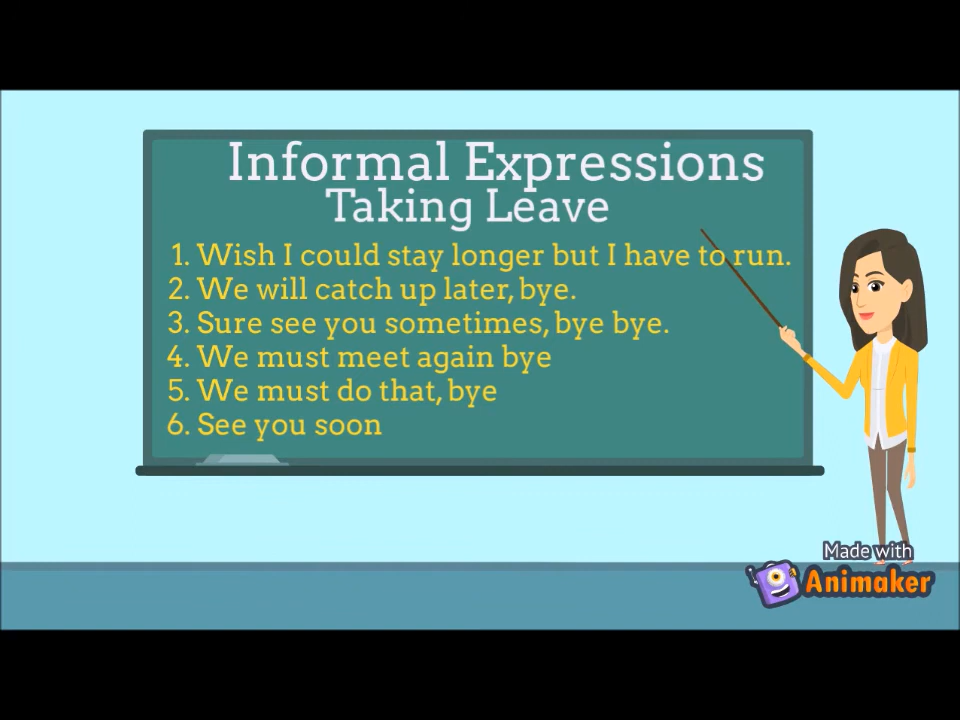 Informal Expressions
Taking Leave
1. Wish I could stay longer but I have to run.
2. We will catch up later, bye.
3. Sure see you sometimes, bye bye.
4. We must meet again bye
5. We must do that, bye
6. See you soon
Made with
Animaker